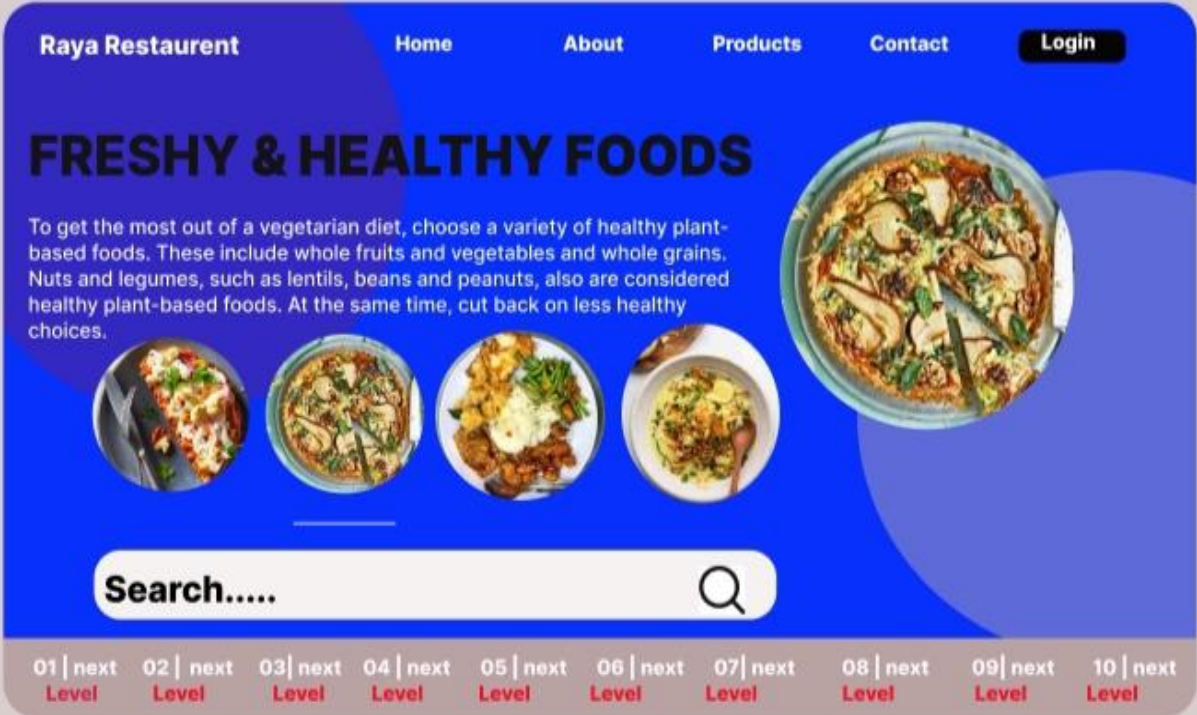 Raya Restaurent Home About Products Contact Login
FRESHY & HEALTHY FOODS
To get the most out of a vegetarian diet, choose a variety of healthy plant-
based foods. These include whole fruits and vegetables and whole grains.
Nuts and legumes, such as lentils, beans and peanuts, also are considered
healthy plant-based foods. At the same time, cut back on less healthy
choices.
Search.....
01 | next 02 | next 03| next 04 | next 05 | next 06 | next 07| next 08 | next 09| next 10 | next
Level Level Level Level Level Level Level Level Level Level